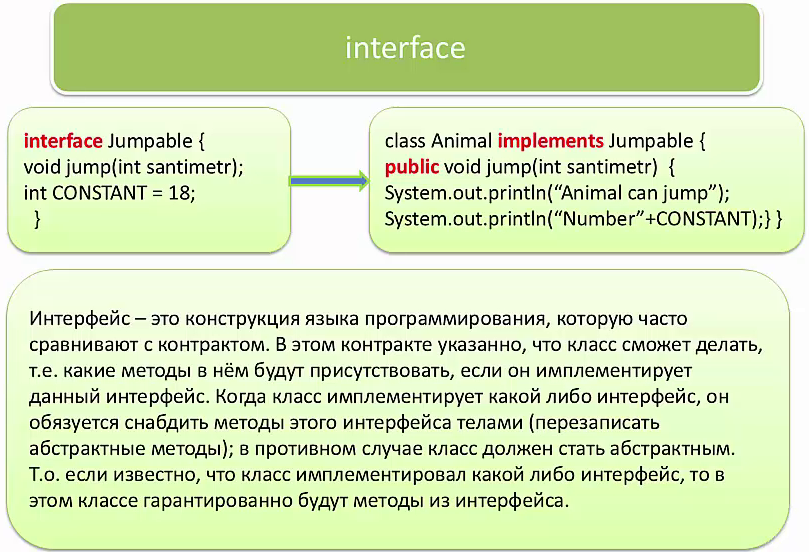 interface
interface Jumpable {
void jump(int santimetr);
int CONSTANT = 18;
}
class Animal implements Jumpable {
public void jump(int santimetr) {
System.out.println(“Animal can jump”);
System.out.println(“Number”+CONSTANT);} }
Интерфейс – это конструкция языка программирования, которую часто
сравнивают с контрактом. В этом контракте указанно, что класс сможет делать,
т.е. какие методы в нём будут присутствовать, если он имплементирует
данный интерфейс. Когда класс имплементирует какой либо интерфейс, он
обязуется снабдить методы этого интерфейса телами (перезаписать
абстрактные методы); в противном случае класс должен стать абстрактным.
Т.о. если известно, что класс имплементировал какой либо интерфейс, то в
этом классе гарантированно будут методы из интерфейса.